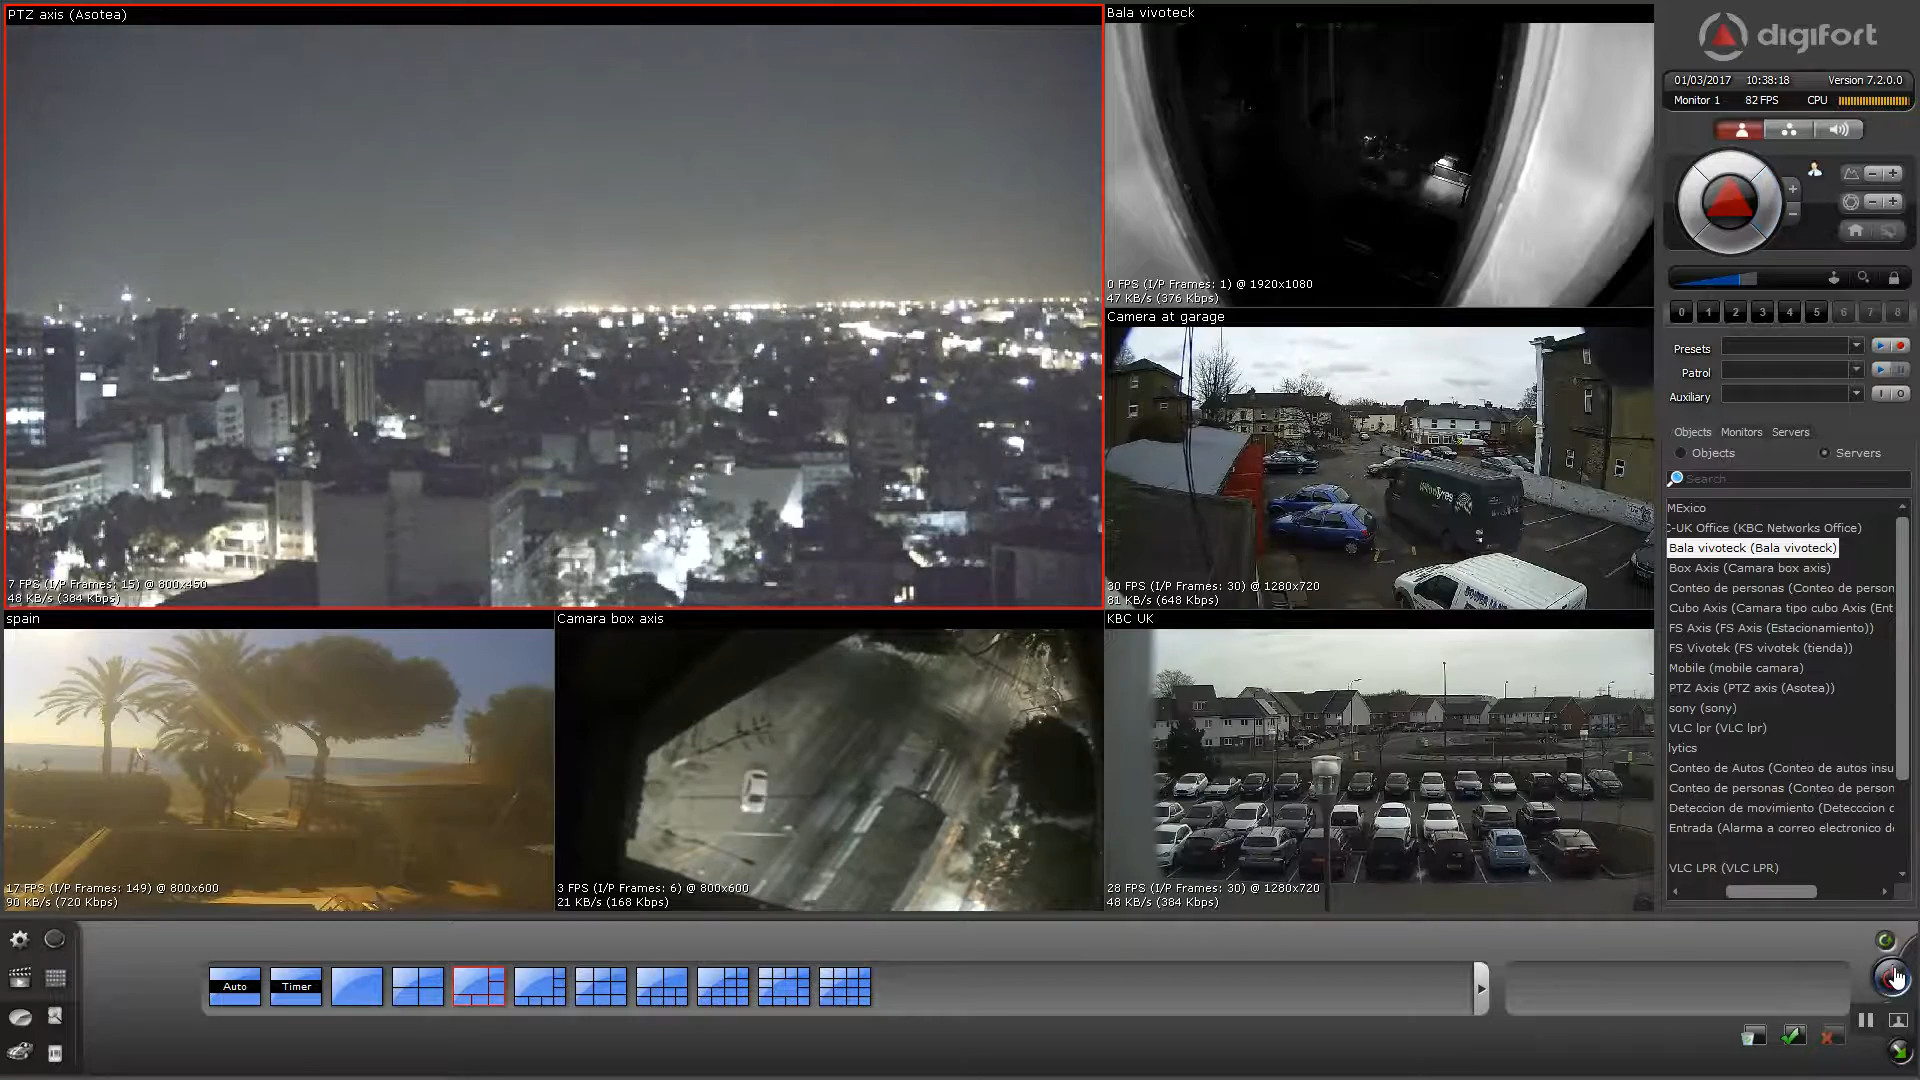 PTZ axis (Asotea)
7 FPS (I/P Frames: 15) @ 800x450
48 KB/s (384 Kbps)
Bala vivoteck
0 FPS (I/P Frames: 1) @ 1920x1080
47 KB/s (376 Kbps)
Camera at garage
30 FPS (I/P Frames: 30) @ 1280x720
81 KB/s (648 Kbps)
spain
17 FPS (I/P Frames: 149) @ 800x600
90 KB/s (720 Kbps)
Camara box axis
3 FPS (I/P Frames: 6) @ 800x600
21 KB/s (168 Kbps)
KBC UK
28 FPS (I/P Frames: 30) @ 1280x720
48 KB/s (384 Kbps)
digifort
01/03/2017 10:38:18 Version 7.2.0.0
Monitor 1 82 FPS CPU
0 1 2 3 4 5 6 7 8
Presets
Patrol
Auxiliary
Objects Monitors Servers
Objects Servers
Search
MExico
C-UK Office (KBC Networks Office)
Bala vivoteck (Bala vivoteck)
Box Axis (Camara box axis)
Conteo de personas (Conteo de person
Cubo Axis (Camara tipo cubo Axis (Ent
FS Axis (FS Axis (Estacionamiento))
FS Vivotek (FS vivotek (tienda))
Mobile (mobile camara)
PTZ Axis (PTZ axis (Asotea))
sony (sony)
VLC lpr (VLC lpr)
lytics
Conteo de Autos (Conteo de autos insu
Conteo de personas (Conteo de person
Deteccion de movimiento (Detecccion d
Entrada (Alarma a correo electronico de
VLC LPR (VLC LPR)
Auto
Timer